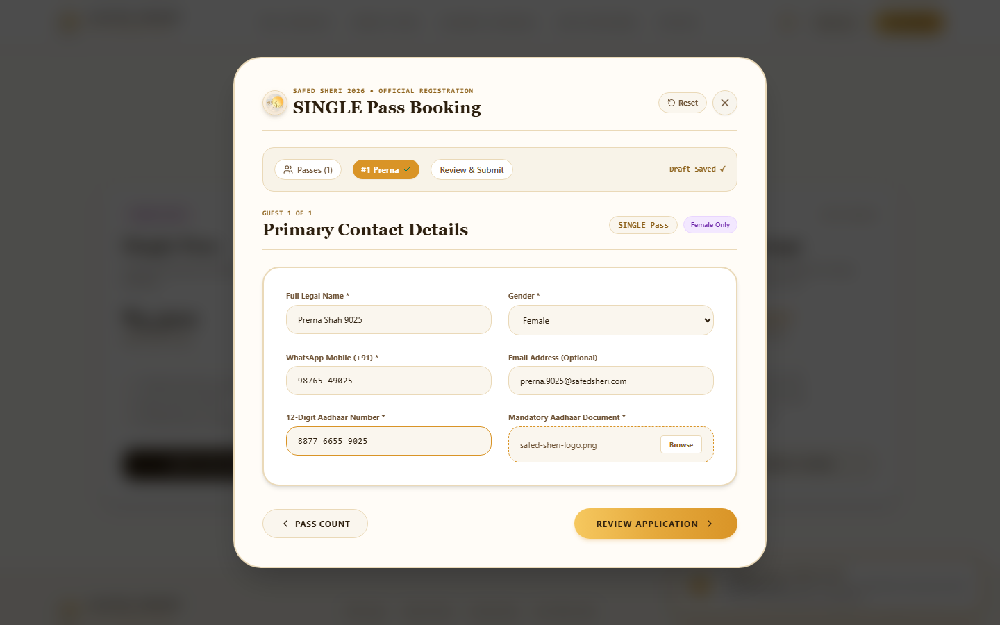 SAFED SHERI 2026 • OFFICIAL REGISTRATION
SINGLE Pass Booking
Reset
Passes (1)
#1 Prerna ✓
Review & Submit
Draft Saved ✓
GUEST 1 OF 1
Primary Contact Details
SINGLE Pass
Female Only
Full Legal Name *
Gender *
Prerna Shah 9025
Female
WhatsApp Mobile (+91) *
Email Address (Optional)
98765 49025
prerna.9025@safedsheri.com
12-Digit Aadhaar Number *
Mandatory Aadhaar Document *
8877 6655 9025
safed-sheri-logo.png
Browse
PASS COUNT
REVIEW APPLICATION